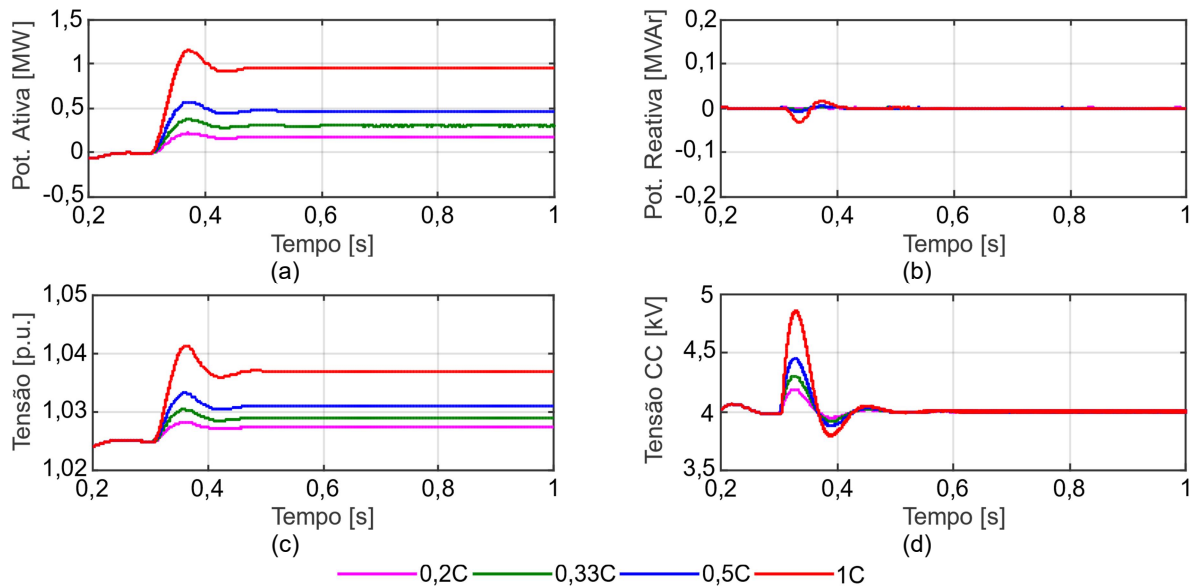 Pot. Ativa [MW]
1,5
1
0.5
0
-0,5
0,2
0,4
0,6
0,8
1
Tempo [s]
(a)
Pot. Reativa [MVAr]
0,2
0,1
0
-0,1
-0,2
0,2
0,4
0,6
0,8
1
Tempo [s]
(b)
Tensão [p.u.]
1,05
1,04
1,03
1,02
0,2
0,4
0,6
0,8
1
Tempo [s]
(c)
Tensão CC [kV]
5
4,5
4
3,5
0,2
0,4
0,6
0,8
1
Tempo [s]
(d)
0,2C 0,33C 0,5C 1C